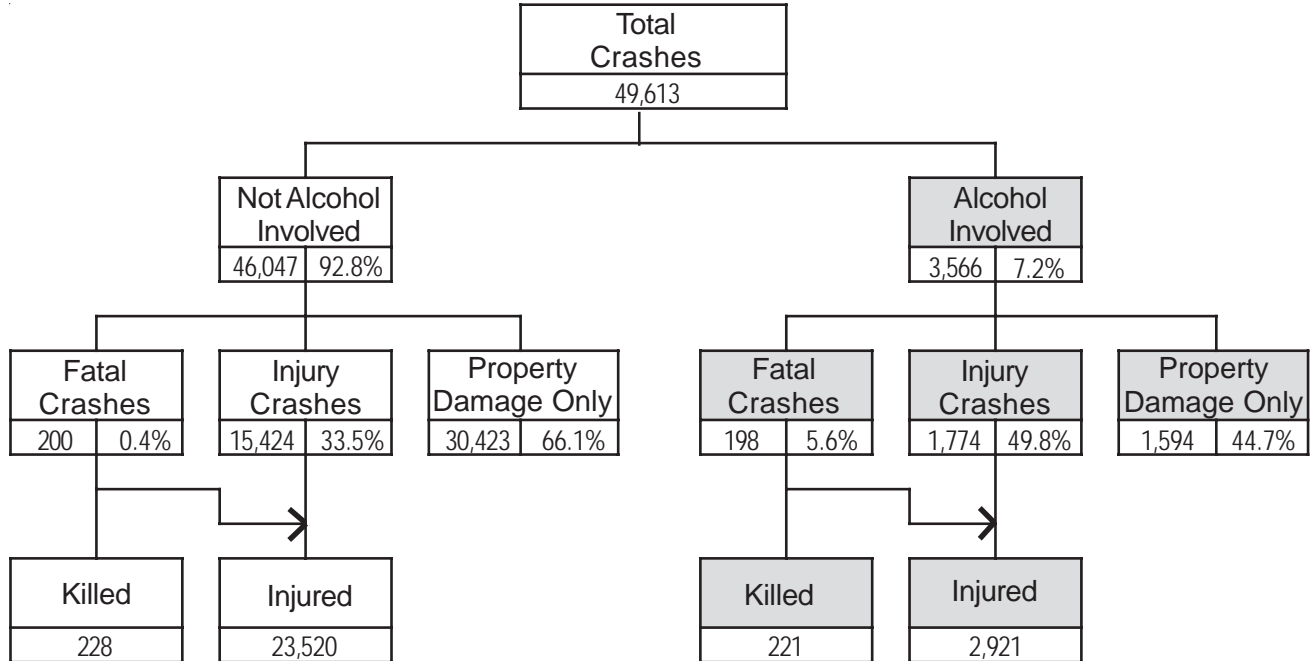 Total
Crashes
49,613
Not Alcohol
Involved
46,047 92.8%
Alcohol
Involved
3,566 7.2%
Fatal
Crashes
200 0.4%
Injury
Crashes
15,424 33.5%
Property
Damage Only
30,423 66.1%
Fatal
Crashes
198 5.6%
Injury
Crashes
1,774 49.8%
Property
Damage Only
1,594 44.7%
Killed
228
Injured
23,520
Killed
221
Injured
2,921